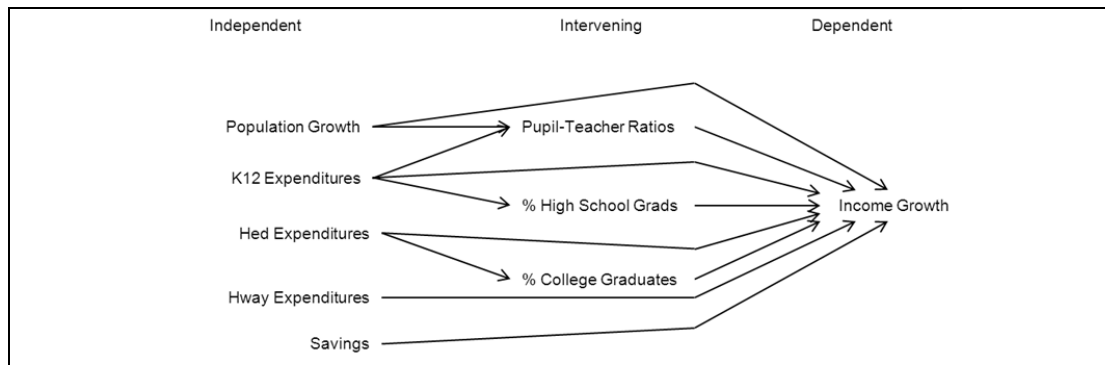 Independent Intervening Dependent
Population Growth Pupil-Teacher Ratios
K12 Expenditures
% High School Grads Income Growth
Hed Expenditures
% College Graduates
Hway Expenditures
Savings